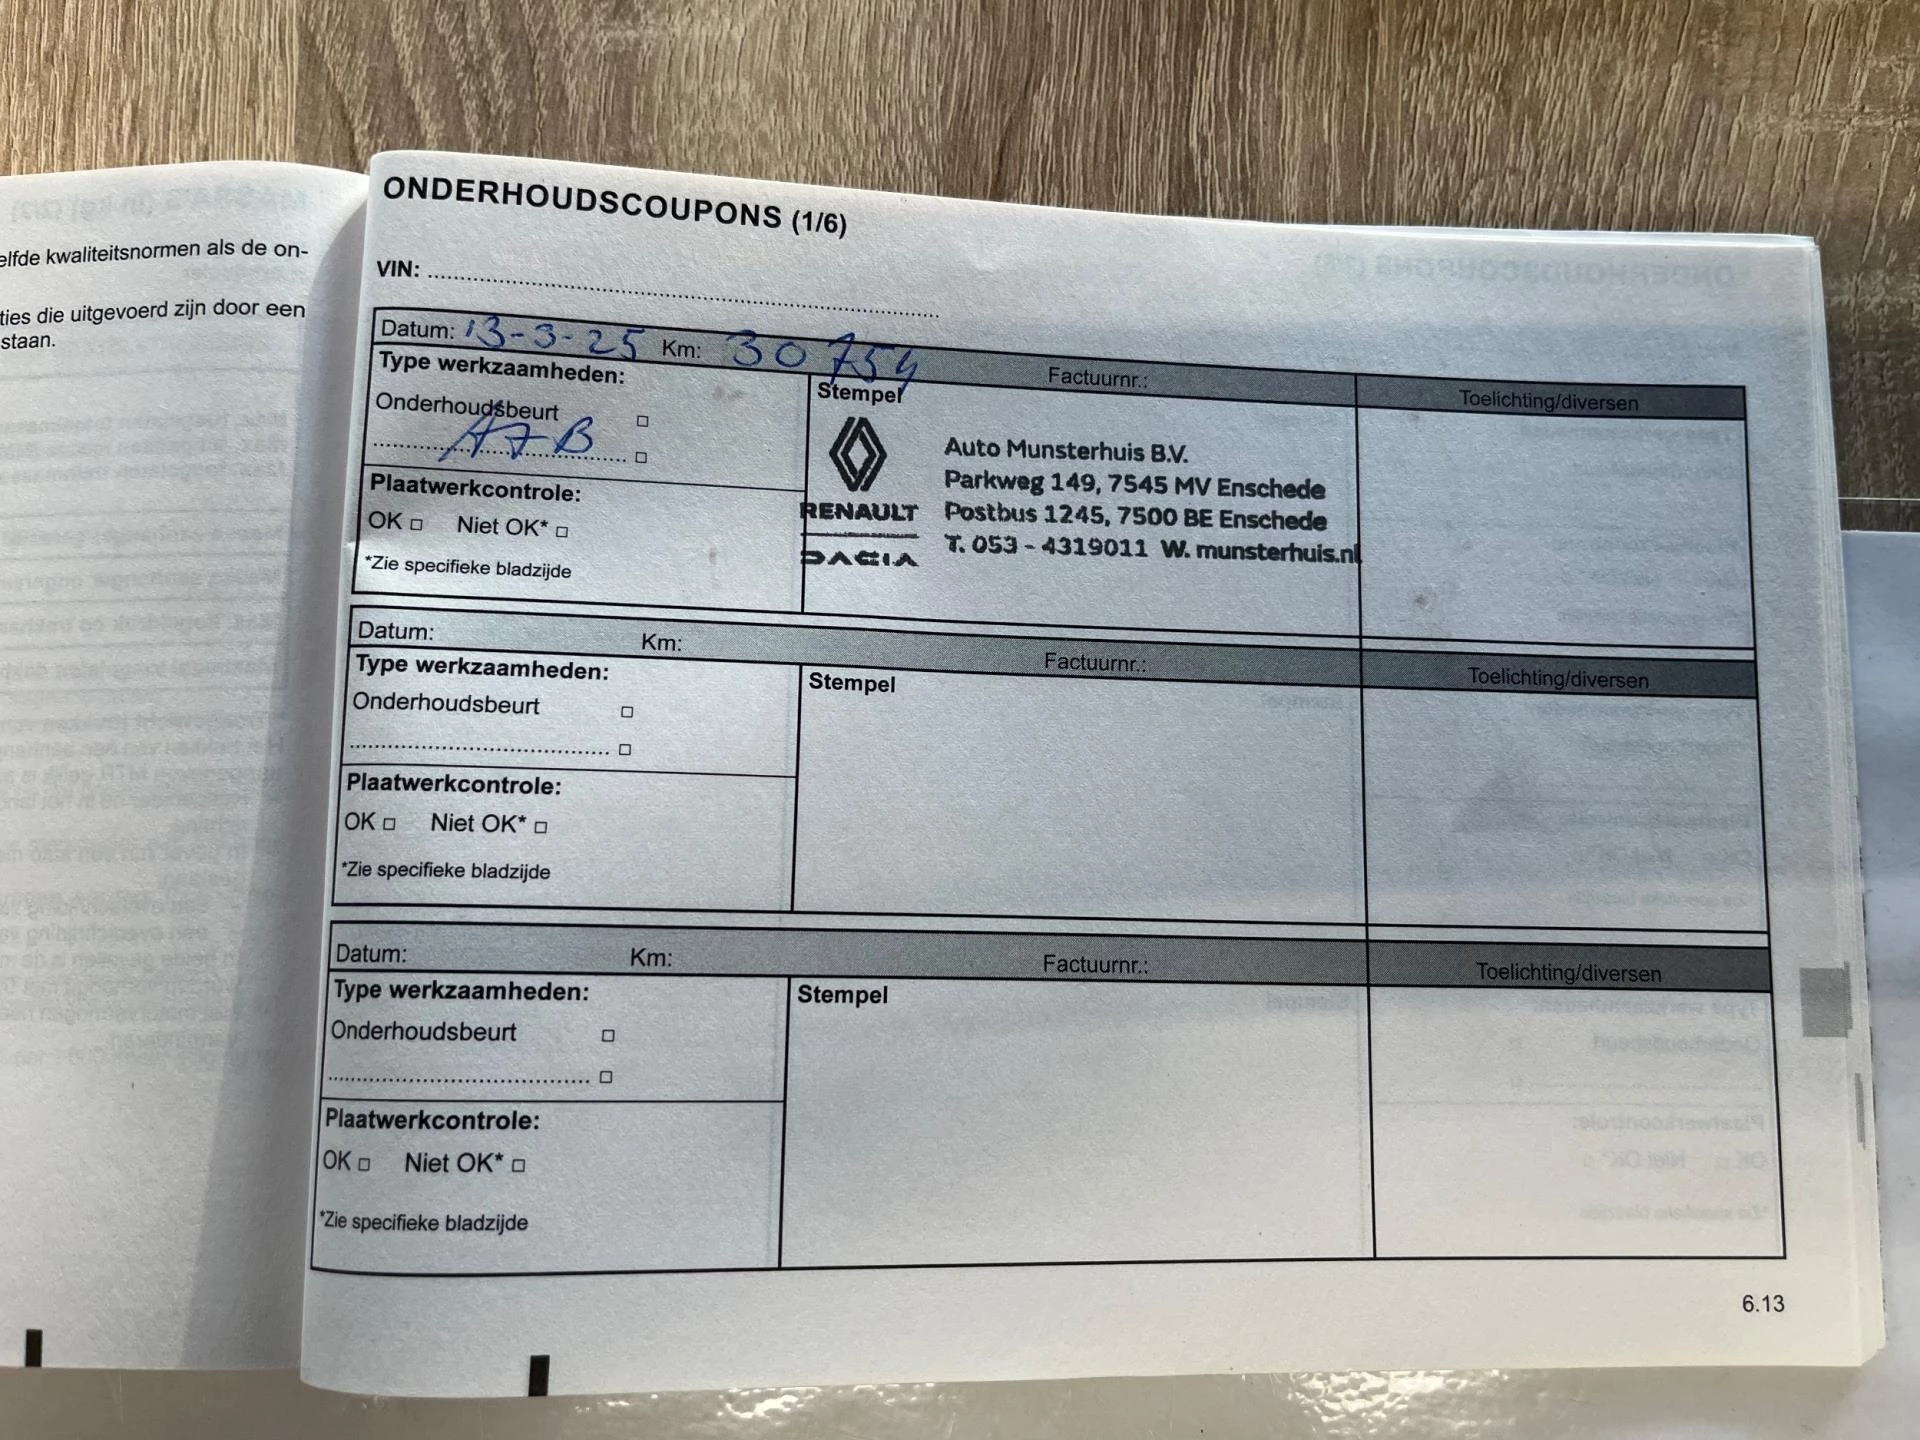 elfde kwaliteitsnormen als de on-
ties die uitgevoerd zijn door een
staan.
ONDERHOUDSCOUPONS (1/6)
VIN:
Datum: 13-3-25 Km: 30754 Factuurnr.: Toelichting/diversen
Type werkzaamheden:
Stempel
Onderhoudsbeurt
A7B
Plaatwerkcontrole:
OK Niet OK*
*Zie specifieke bladzijde
RENAULT
DACIA
Auto Munsterhuis B.V.
Parkweg 149, 7545 MV Enschede
Postbus 1245, 7500 BE Enschede
T. 053 - 4319011 W. munsterhuis.nl
Datum: Km: Factuurnr.: Toelichting/diversen
Type werkzaamheden:
Stempel
Onderhoudsbeurt
Plaatwerkcontrole:
OK Niet OK*
*Zie specifieke bladzijde
Datum: Km: Factuurnr.: Toelichting/diversen
Type werkzaamheden:
Stempel
Onderhoudsbeurt
Plaatwerkcontrole:
OK Niet OK*
*Zie specifieke bladzijde
6.13